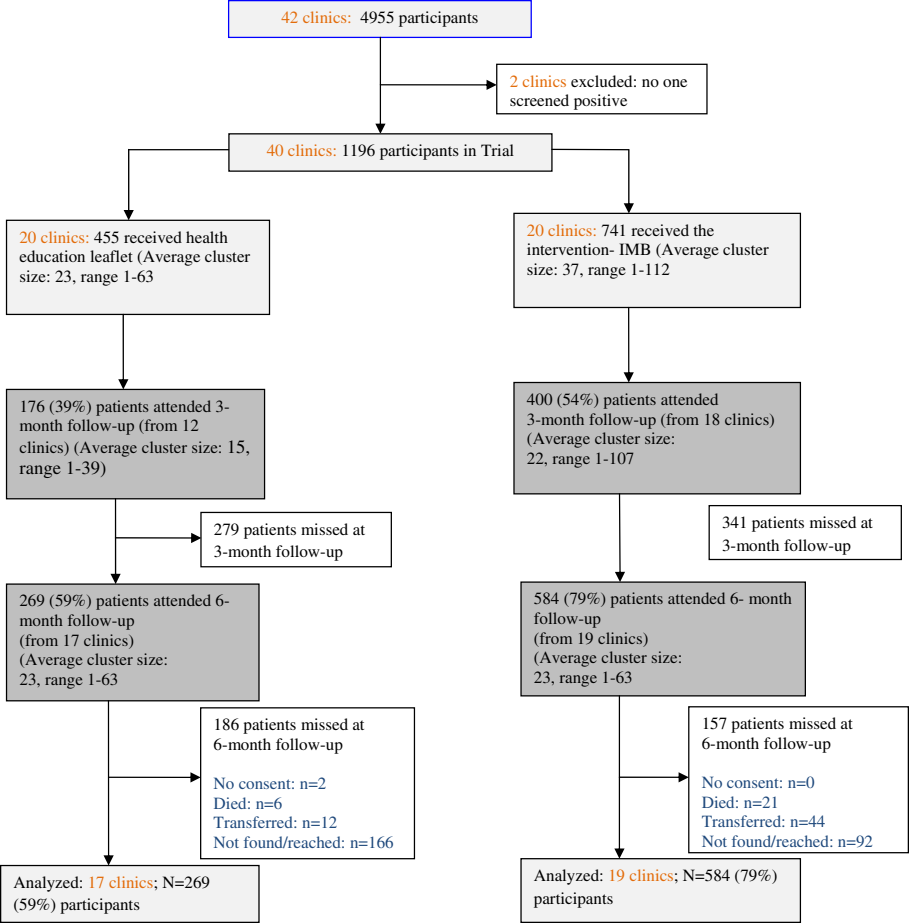 42 clinics: 4955 participants
2 clinics excluded: no one
screened positive
40 clinics: 1196 participants in Trial
20 clinics: 455 received health
education leaflet (Average cluster
size: 23, range 1-63
20 clinics: 741 received the
intervention- IMB (Average cluster
size: 37, range 1-112
176 (39%) patients attended 3-
month follow-up (from 12
clinics) (Average cluster size: 15,
range 1-39)
400 (54%) patients attended
3-month follow-up (from 18 clinics)
(Average cluster size:
22, range 1-107
279 patients missed at
3-month follow-up
341 patients missed at
3-month follow-up
269 (59%) patients attended 6-
month follow-up
(from 17 clinics)
(Average cluster size:
23, range 1-63
584 (79%) patients attended 6- month
follow-up
(from 19 clinics)
(Average cluster size:
23, range 1-63
186 patients missed at
6-month follow-up
No consent: n=2
Died: n=6
Transferred: n=12
Not found/reached: n=166
157 patients missed at
6-month follow-up
No consent: n=0
Died: n=21
Transferred: n=44
Not found/reached: n=92
Analyzed: 17 clinics; N=269
(59%) participants
Analyzed: 19 clinics; N=584 (79%)
participants